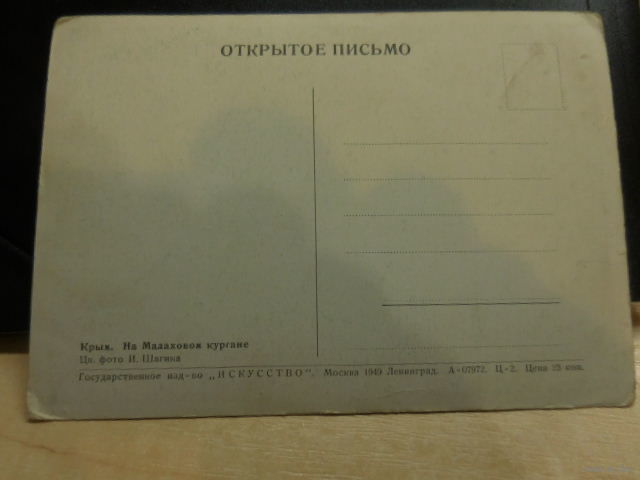 ОТКРЫТОЕ ПИСЬМО
Крым. На Малаховом кургане
Цв. фото И. Шагина
Государственное изд-во „ИСКУССТВО". Москва 1949 Ленинград. А-07972. Ц-2. Цена 25 коп.